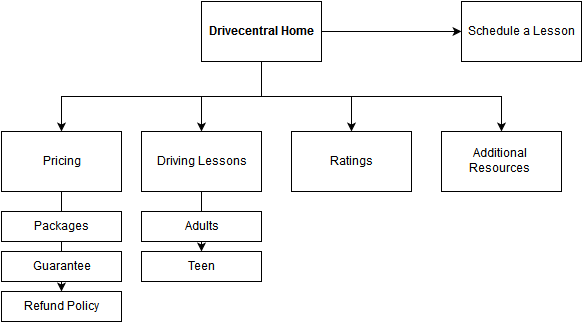 Drivecentral Home
Schedule a Lesson
Pricing
Driving Lessons
Ratings
Additional
Resources
Packages
Adults
Guarantee
Teen
Refund Policy